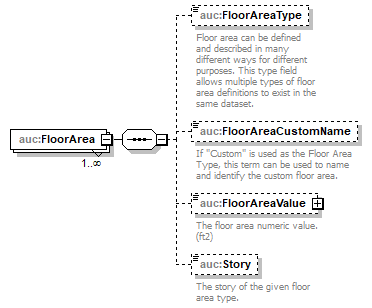 auc:FloorAreaType
Floor area can be defined
and described in many
different ways for different
purposes. This type field
allows multiple types of floor
area definitions to exist in the
same dataset.
auc:FloorAreaCustomName
If "Custom" is used as the Floor Area
Type, this term can be used to name
and identify the custom floor area.
auc:FloorArea
1..∞
auc:FloorAreaValue
The floor area numeric value.
(ft2)
auc:Story
The story of the given floor
area type.